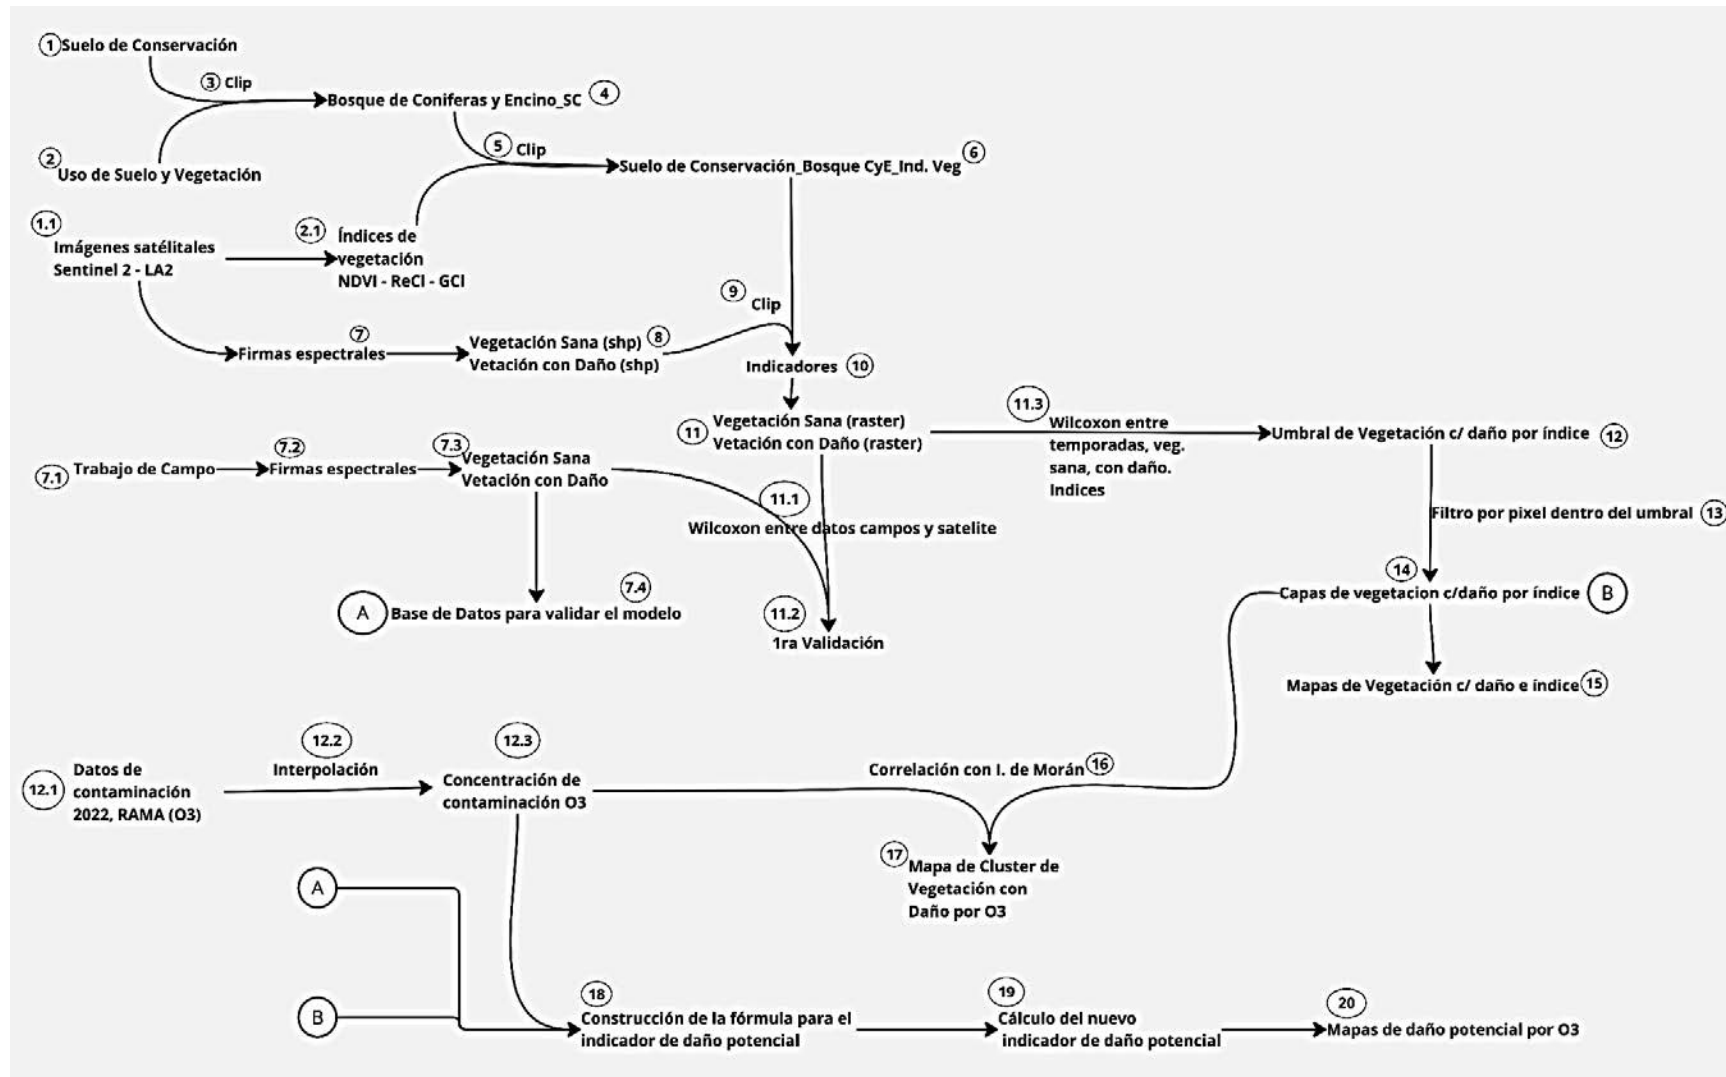 1 Suelo de Conservación
3 Clip
Bosque de Coniferas y Encino_SC 4
2
Uso de Suelo y Vegetación
5 Clip
Suelo de Conservación_Bosque CyE_Ind. Veg 6
1.1
Imágenes satélitales
Sentinel 2 - LA2
2.1 Índices de
vegetación
NDVI - ReCl - GCI
9
Clip
7
Firmas espectrales
Vegetación Sana (shp) 8
Vetación con Daño (shp)
Indicadores 10
11 Vegetación Sana (raster)
Vetación con Daño (raster)
11.3
Wilcoxon entre
temporadas, veg.
sana, con daño.
Indices
Umbral de Vegetación c/ daño por índice 12
7.1 Trabajo de Campo
7.2
Firmas espectrales
7.3
Vegetación Sana
Vetación con Daño
11.1
Wilcoxon entre datos campos y satelite
Filtro por pixel dentro del umbral 13
7.4
A Base de Datos para validar el modelo
11.2
1ra Validación
14
Capas de vegetacion c/daño por índice B
Mapas de Vegetación c/ daño e índice 15
12.1 Datos de
contaminación
2022, RAMA (O3)
12.2
Interpolación
12.3
Concentración de
contaminación O3
Correlación con I. de Morán 16
17 Mapa de Cluster de
Vegetación con
Daño por O3
A
B
18
Construcción de la fórmula para el
indicador de daño potencial
19
Cálculo del nuevo
indicador de daño potencial
20
Mapas de daño potencial por O3